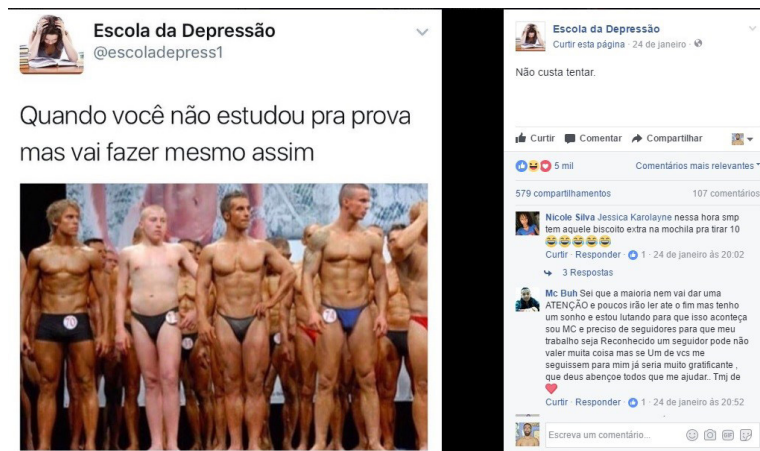 Escola da Depressão
@escoladepress1
Quando você não estudou pra prova
mas vai fazer mesmo assim
70
Escola da Depressão
Curtir esta página · 24 de janeiro ·
Não custa tentar.
Curtir Comentar Compartilhar
5 mil Comentários mais relevantes
579 compartilhamentos 107 comentários
Nicole Silva Jessica Karolayne nessa hora smp
tem aquele biscoito extra na mochila pra tirar 10
Curtir · Responder · 1 · 24 de janeiro às 20:02
3 Respostas
Mc Buh Sei que a maioria nem vai dar uma
ATENÇÃO e poucos irão ler ate o fim mas tenho
um sonho e estou lutando para que isso aconteça
sou MC e preciso de seguidores para que meu
trabalho seja Reconhecido um seguidor pode não
valer muita coisa mas se Um de vcs me
seguissem para mim já seria muito gratificante ,
que deus abençoe todos que me ajudar.. Tmj de
Curtir · Responder · 1 · 24 de janeiro às 20:52
Escreva um comentário...
GIF